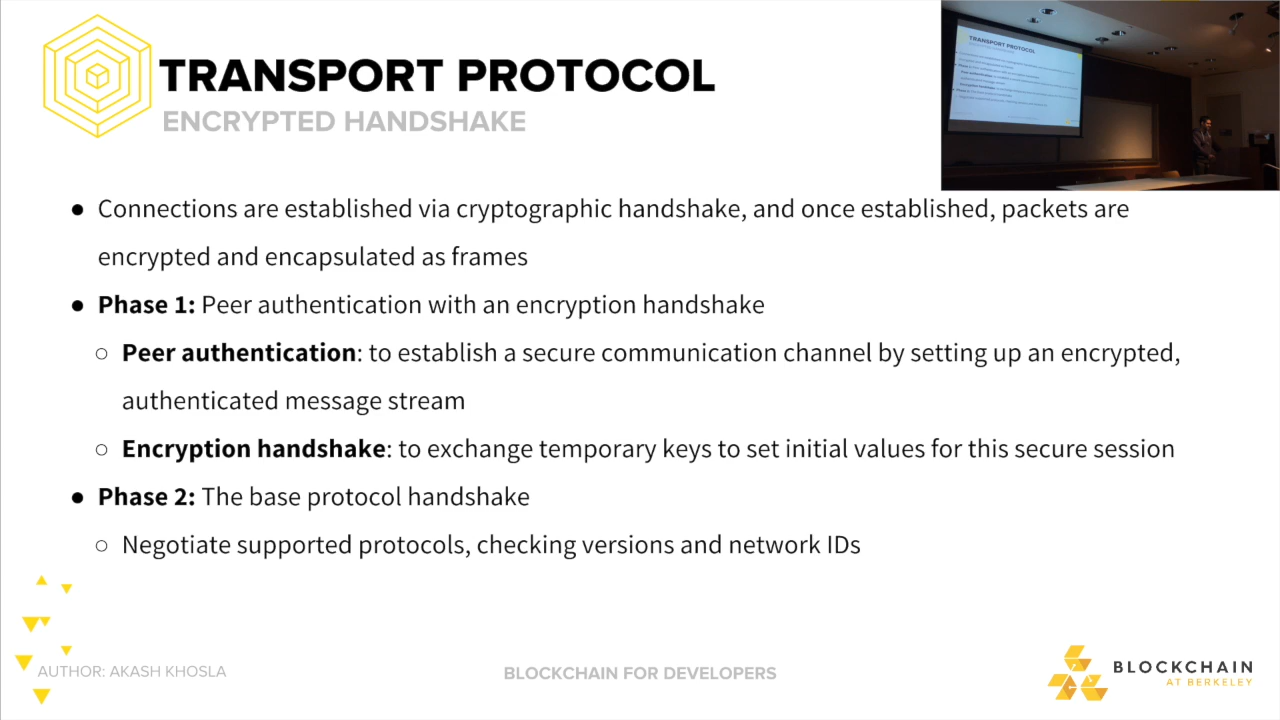 TRANSPORT PROTOCOL
ENCRYPTED HANDSHAKE
TRANSPORT PROTOCOL
● Connections are established via cryptographic handshake, and once established, packets are
encrypted and encapsulated as frames
● Phase 1: Peer authentication with an encryption handshake
○ Peer authentication: to establish a secure communication channel by setting up an encrypted,
authenticated message stream
○ Encryption handshake: to exchange temporary keys to set initial values for this secure session
● Phase 2: The base protocol handshake
○ Negotiate supported protocols, checking versions and network IDs
AUTHOR: AKASH KHOSLA
BLOCKCHAIN FOR DEVELOPERS
BLOCKCHAIN
AT BERKELEY